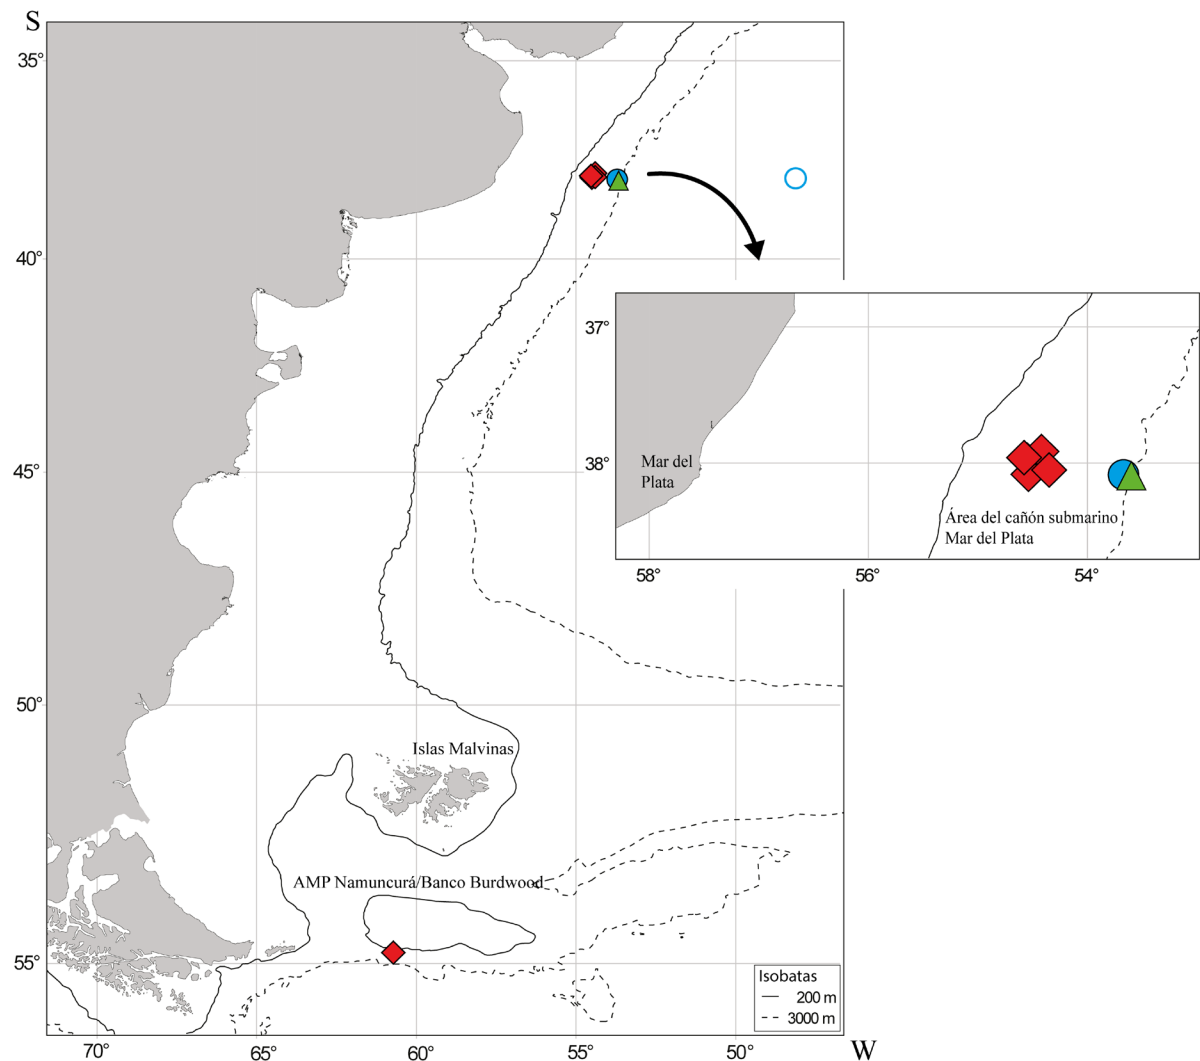 S
35°
40°
45°
50°
55°
37°
38°
Mar del
Plata
Área del cañón submarino
Mar del Plata
58°
56°
54°
Islas Malvinas
AMP Namuncurá/Banco Burdwood
Isobatas
200 m
3000 m
70°
65°
60°
55°
50°
W